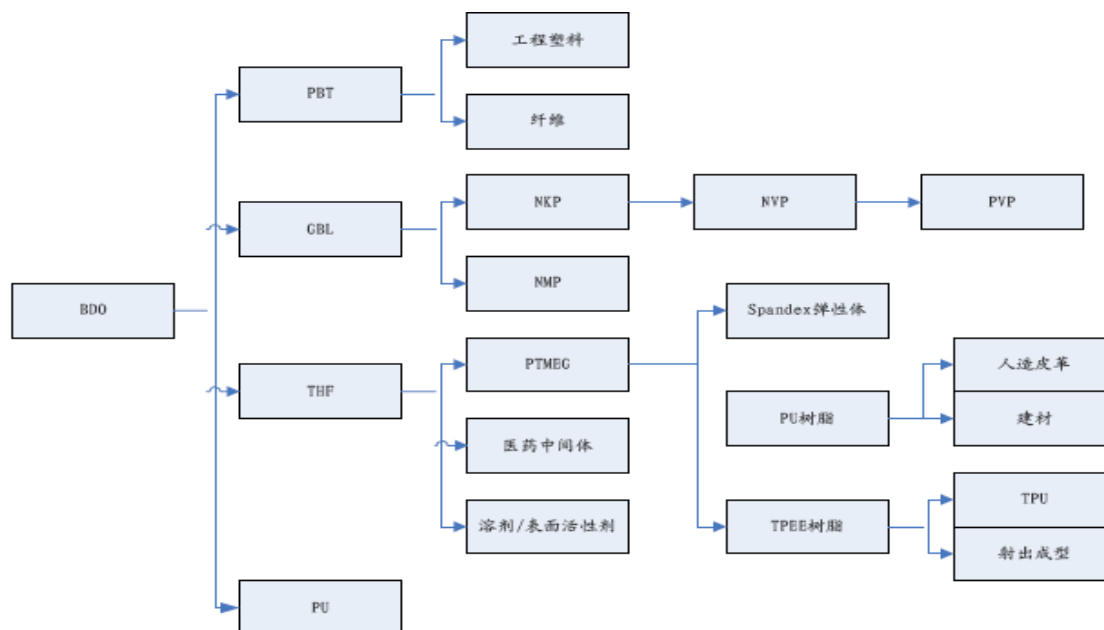 工程塑料
PBT
纤维
NKP
NVP
PVP
GBL
NMP
BDO
Spandex弹性体
PTMEG
人造皮革
THF
PU树脂
建材
医药中间体
TPU
溶剂/表面活性剂
TPEE树脂
射出成型
PU